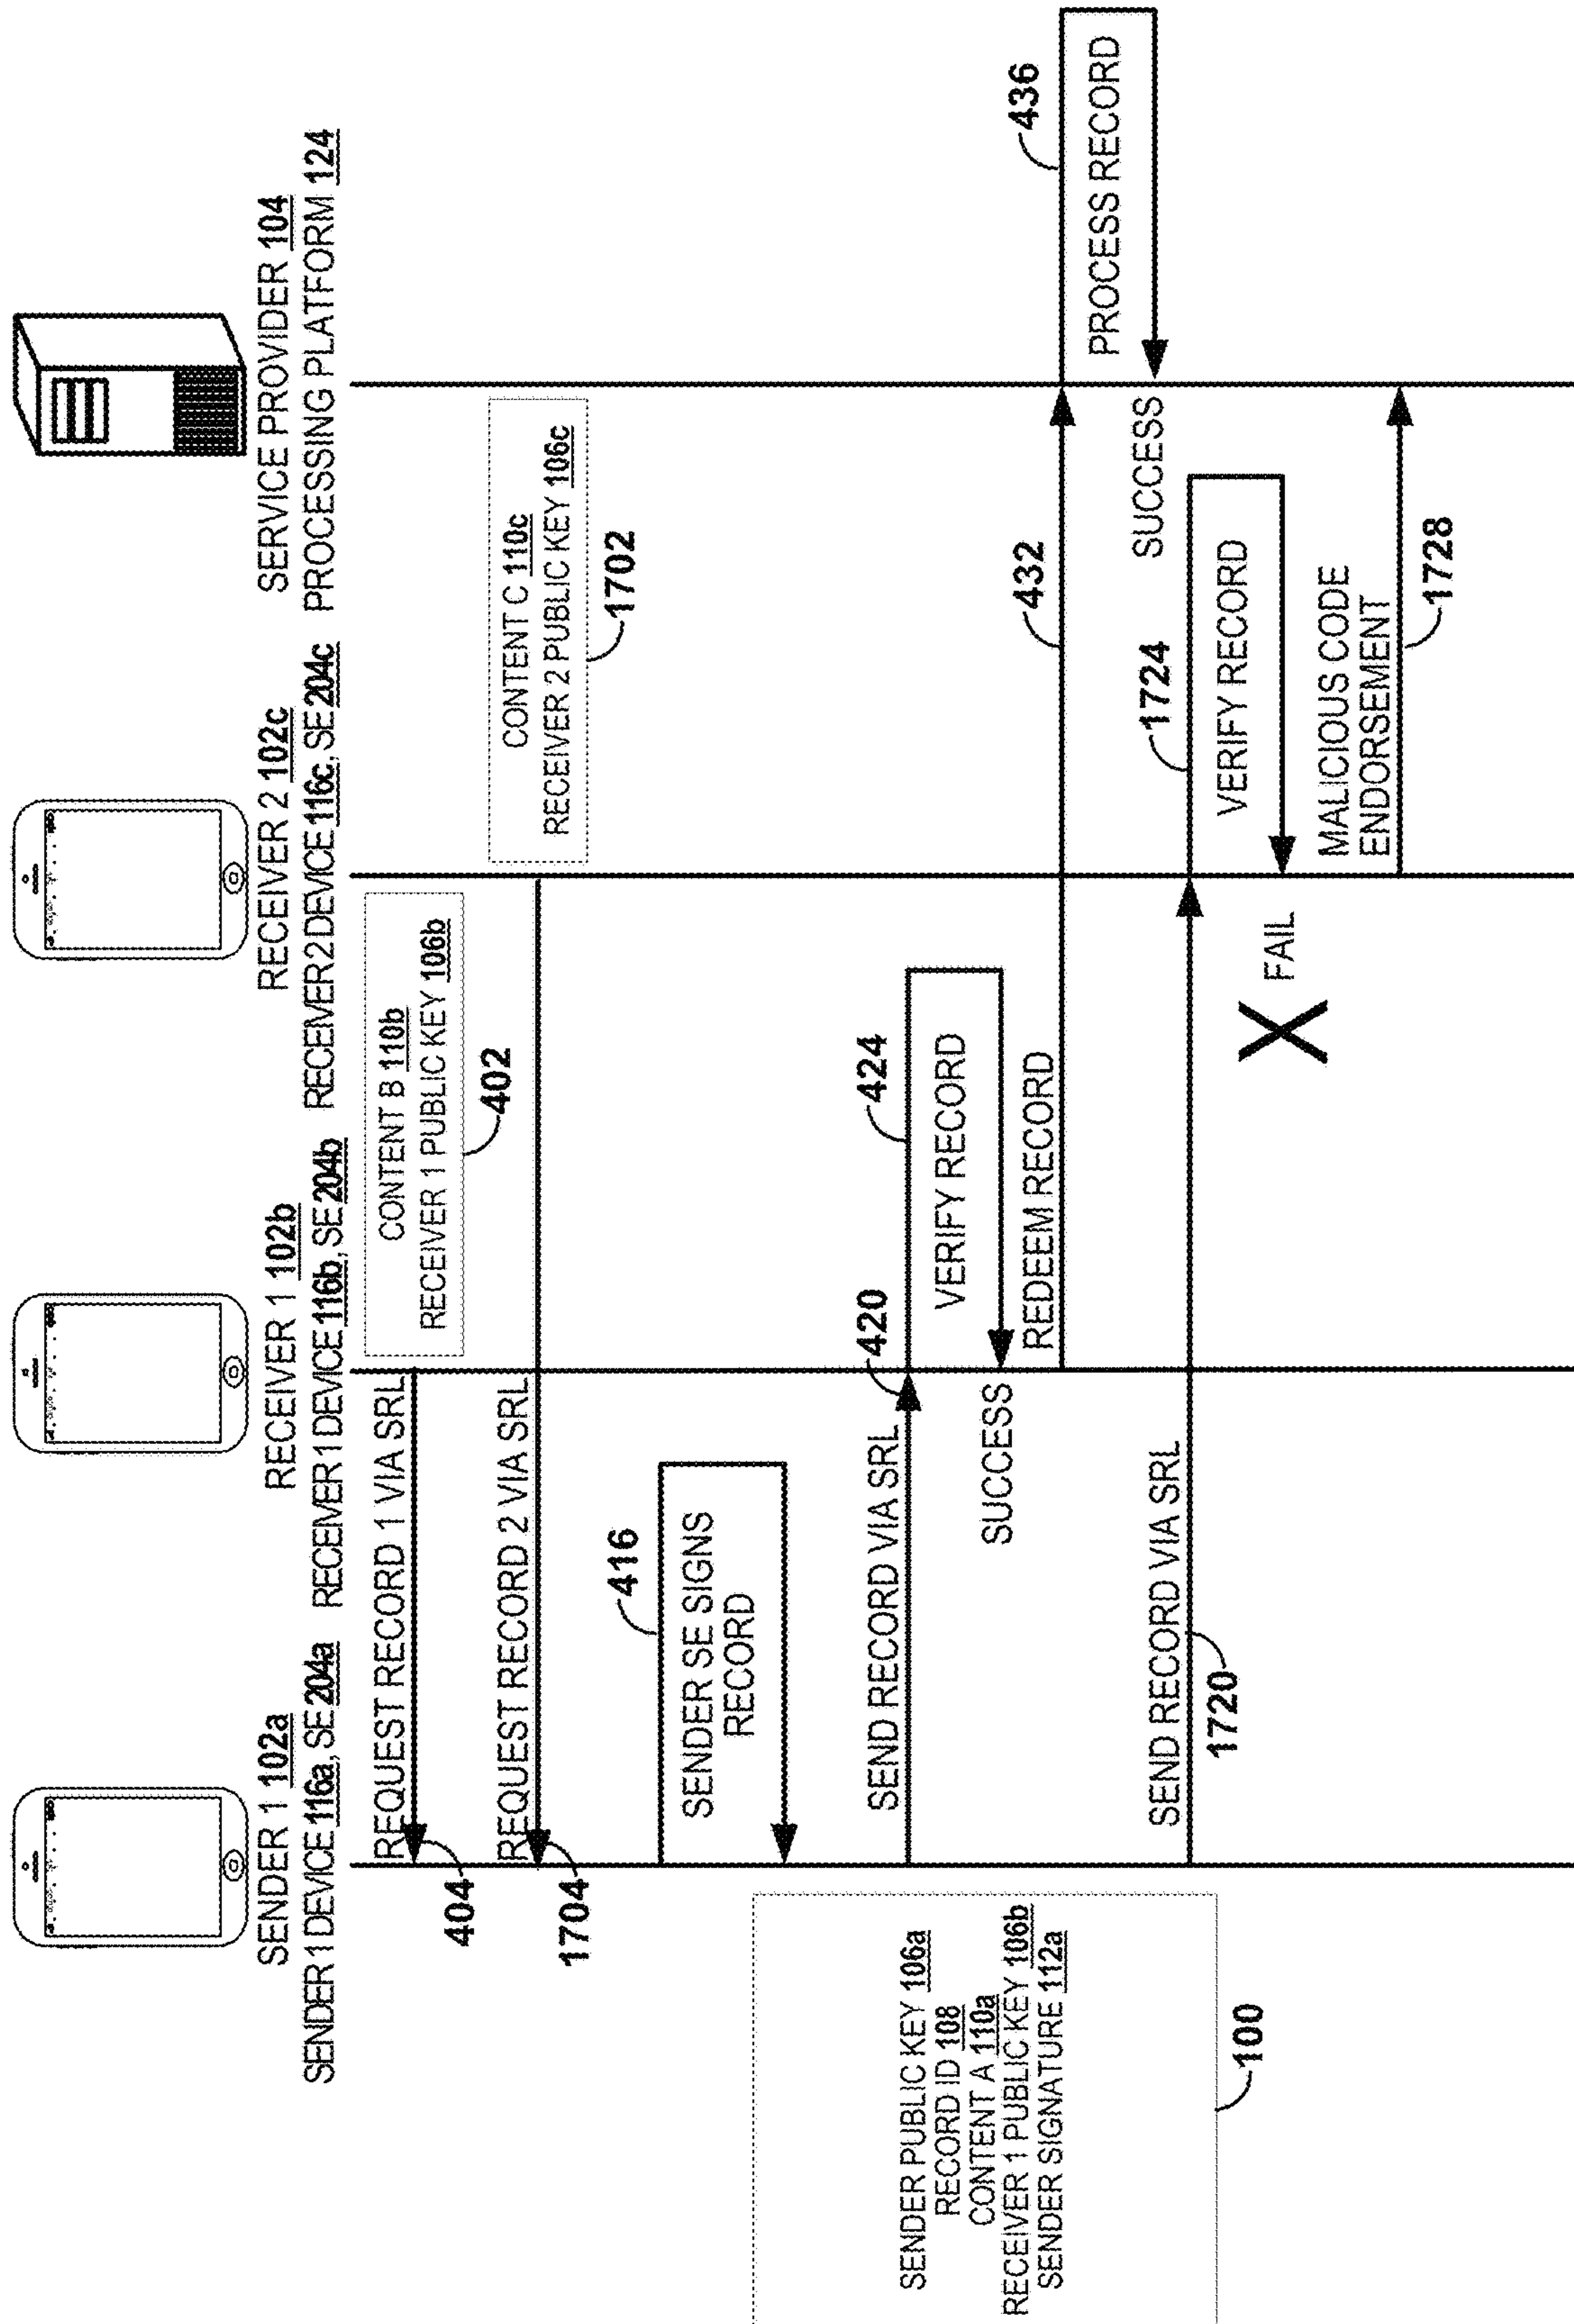 SENDER 1 102a
SENDER 1 DEVICE 116a, SE 204a
RECEIVER 1 102b
RECEIVER 1 DEVICE 116b, SE 204b
RECEIVER 2 102c
RECEIVER 2 DEVICE 116c, SE 204c
SERVICE PROVIDER 104
PROCESSING PLATFORM 124
REQUEST RECORD 1 VIA SRL
404
CONTENT B 110b
RECEIVER 1 PUBLIC KEY 106b
402
CONTENT C 110c
RECEIVER 2 PUBLIC KEY 106c
1702
REQUEST RECORD 2 VIA SRL
1704
416
SENDER SE SIGNS
RECORD
SENDER PUBLIC KEY 106a
RECORD ID 108
CONTENT A 110a
RECEIVER 1 PUBLIC KEY 106b
SENDER SIGNATURE 112a
100
SEND RECORD VIA SRL
420
424
VERIFY RECORD
SUCCESS
REDEEM RECORD
432
436
PROCESS RECORD
SUCCESS
SEND RECORD VIA SRL
1720
1724
VERIFY RECORD
X FAIL
MALICIOUS CODE
ENDORSEMENT
1728